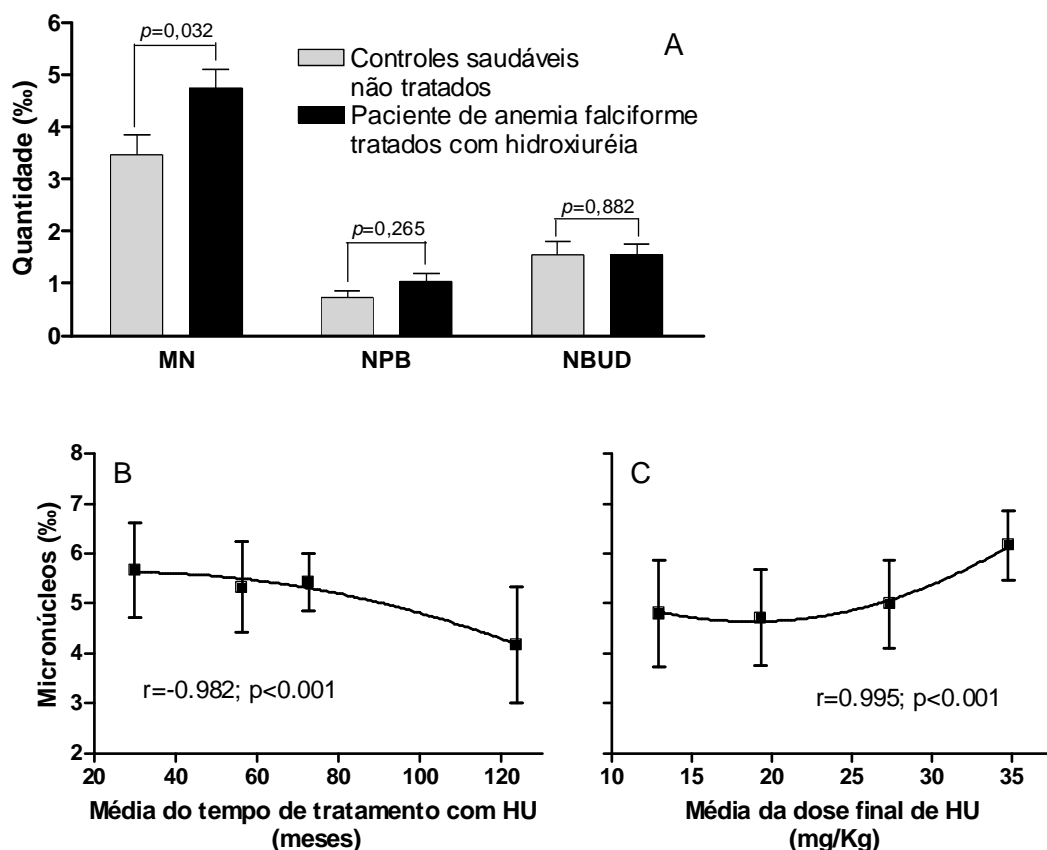 A
Quantidade (‰)
6
5
4
3
2
1
0
p=0,032
p=0,265
p=0,882
Controles saudáveis
não tratados
Paciente de anemia falciforme
tratados com hidroxiuréia
MN
NPB
NBUD
B
Micronúcleos (‰)
8
7
6
5
4
3
2
r=-0.982; p<0.001
20
40
60
80
100
120
Média do tempo de tratamento com HU
(meses)
C
r=0.995; p<0.001
10
15
20
25
30
35
Média da dose final de HU
(mg/Kg)